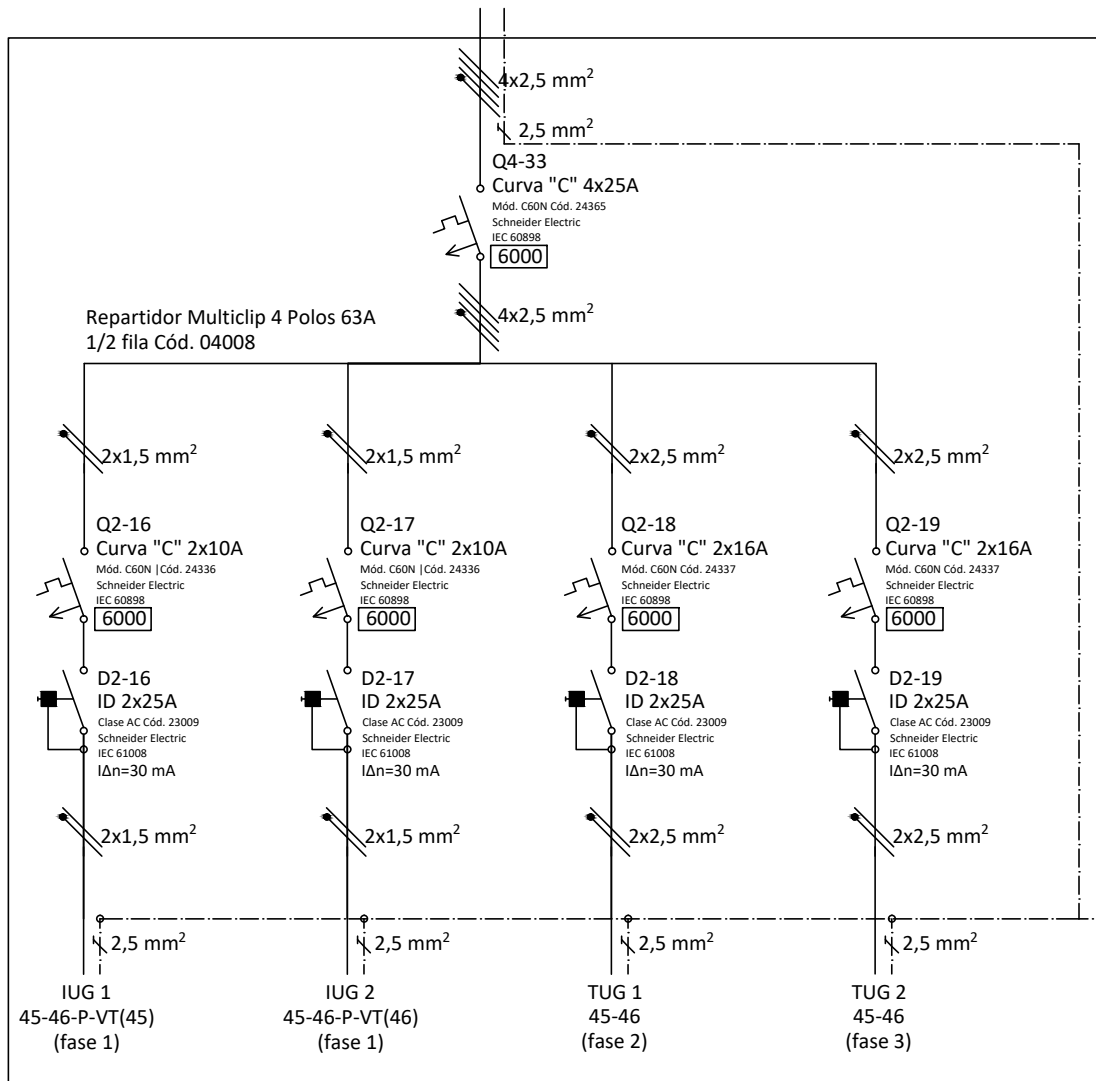 4x2,5 mm²
2,5 mm²
Q4-33
Curva "C" 4x25A
Mód. C60N Cód. 24365
Schneider Electric
IEC 60898
6000
4x2,5 mm²
Repartidor Multiclip 4 Polos 63A
1/2 fila Cód. 04008
2x1,5 mm²
2x1,5 mm²
2x2,5 mm²
2x2,5 mm²
Q2-16
Curva "C" 2x10A
Mód. C60N |Cód. 24336
Schneider Electric
IEC 60898
6000
Q2-17
Curva "C" 2x10A
Mód. C60N |Cód. 24336
Schneider Electric
IEC 60898
6000
Q2-18
Curva "C" 2x16A
Mód. C60N Cód. 24337
Schneider Electric
IEC 60898
6000
Q2-19
Curva "C" 2x16A
Mód. C60N Cód. 24337
Schneider Electric
IEC 60898
6000
D2-16
ID 2x25A
Clase AC Cód. 23009
Schneider Electric
IEC 61008
IΔn=30 mA
D2-17
ID 2x25A
Clase AC Cód. 23009
Schneider Electric
IEC 61008
IΔn=30 mA
D2-18
ID 2x25A
Clase AC Cód. 23009
Schneider Electric
IEC 61008
IΔn=30 mA
D2-19
ID 2x25A
Clase AC Cód. 23009
Schneider Electric
IEC 61008
IΔn=30 mA
2x1,5 mm²
2x1,5 mm²
2x2,5 mm²
2x2,5 mm²
2,5 mm²
2,5 mm²
2,5 mm²
2,5 mm²
IUG 1
45-46-P-VT(45)
(fase 1)
IUG 2
45-46-P-VT(46)
(fase 1)
TUG 1
45-46
(fase 2)
TUG 2
45-46
(fase 3)